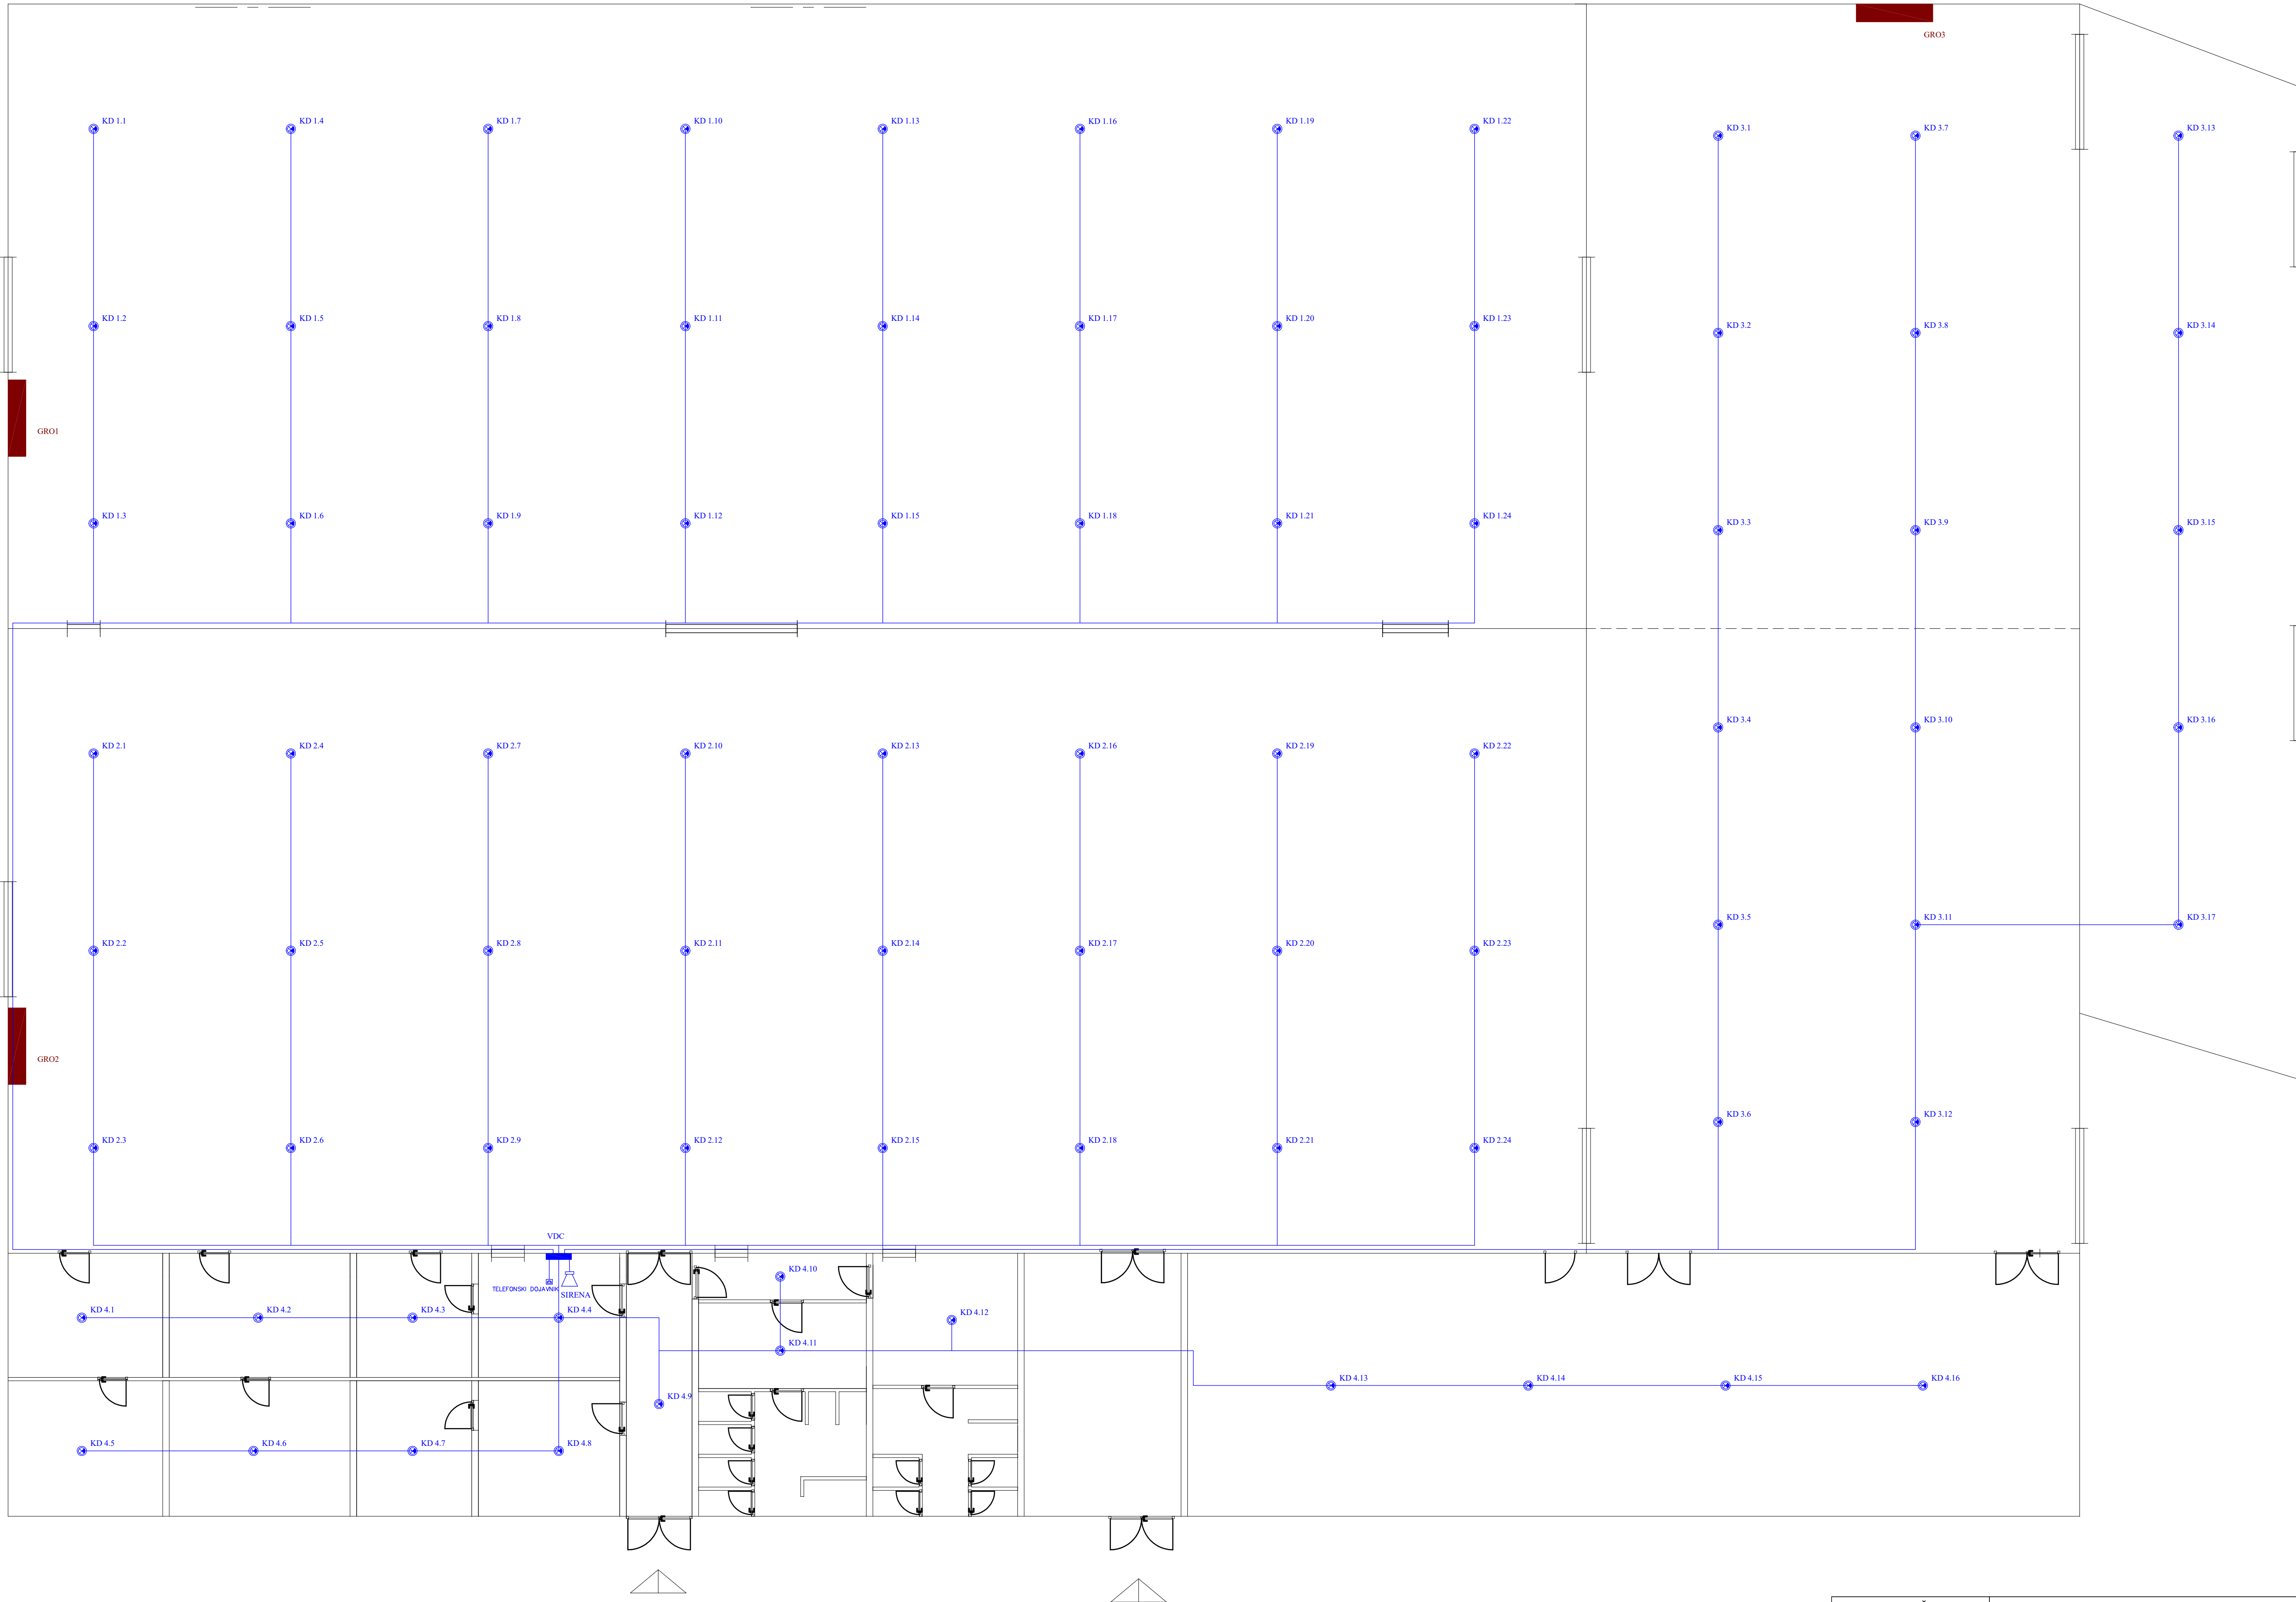 GRO3
KD 1.1
KD 1.4
KD 1.7
KD 1.10
KD 1.13
KD 1.16
KD 1.19
KD 1.22
KD 3.1
KD 3.7
KD 3.13
KD 1.2
KD 1.5
KD 1.8
KD 1.11
KD 1.14
KD 1.17
KD 1.20
KD 1.23
KD 3.2
KD 3.8
KD 3.14
GRO1
KD 1.3
KD 1.6
KD 1.9
KD 1.12
KD 1.15
KD 1.18
KD 1.21
KD 1.24
KD 3.3
KD 3.9
KD 3.15
KD 3.4
KD 3.10
KD 3.16
KD 2.1
KD 2.4
KD 2.7
KD 2.10
KD 2.13
KD 2.16
KD 2.19
KD 2.22
KD 3.5
KD 3.11
KD 3.17
KD 2.2
KD 2.5
KD 2.8
KD 2.11
KD 2.14
KD 2.17
KD 2.20
KD 2.23
GRO2
KD 3.6
KD 3.12
KD 2.3
KD 2.6
KD 2.9
KD 2.12
KD 2.15
KD 2.18
KD 2.21
KD 2.24
VDC
TELEFONSKI DOJAVNIK
SIRENA
KD 4.10
KD 4.1
KD 4.2
KD 4.3
KD 4.4
KD 4.12
KD 4.11
KD 4.13
KD 4.14
KD 4.15
KD 4.16
KD 4.9
KD 4.5
KD 4.6
KD 4.7
KD 4.8